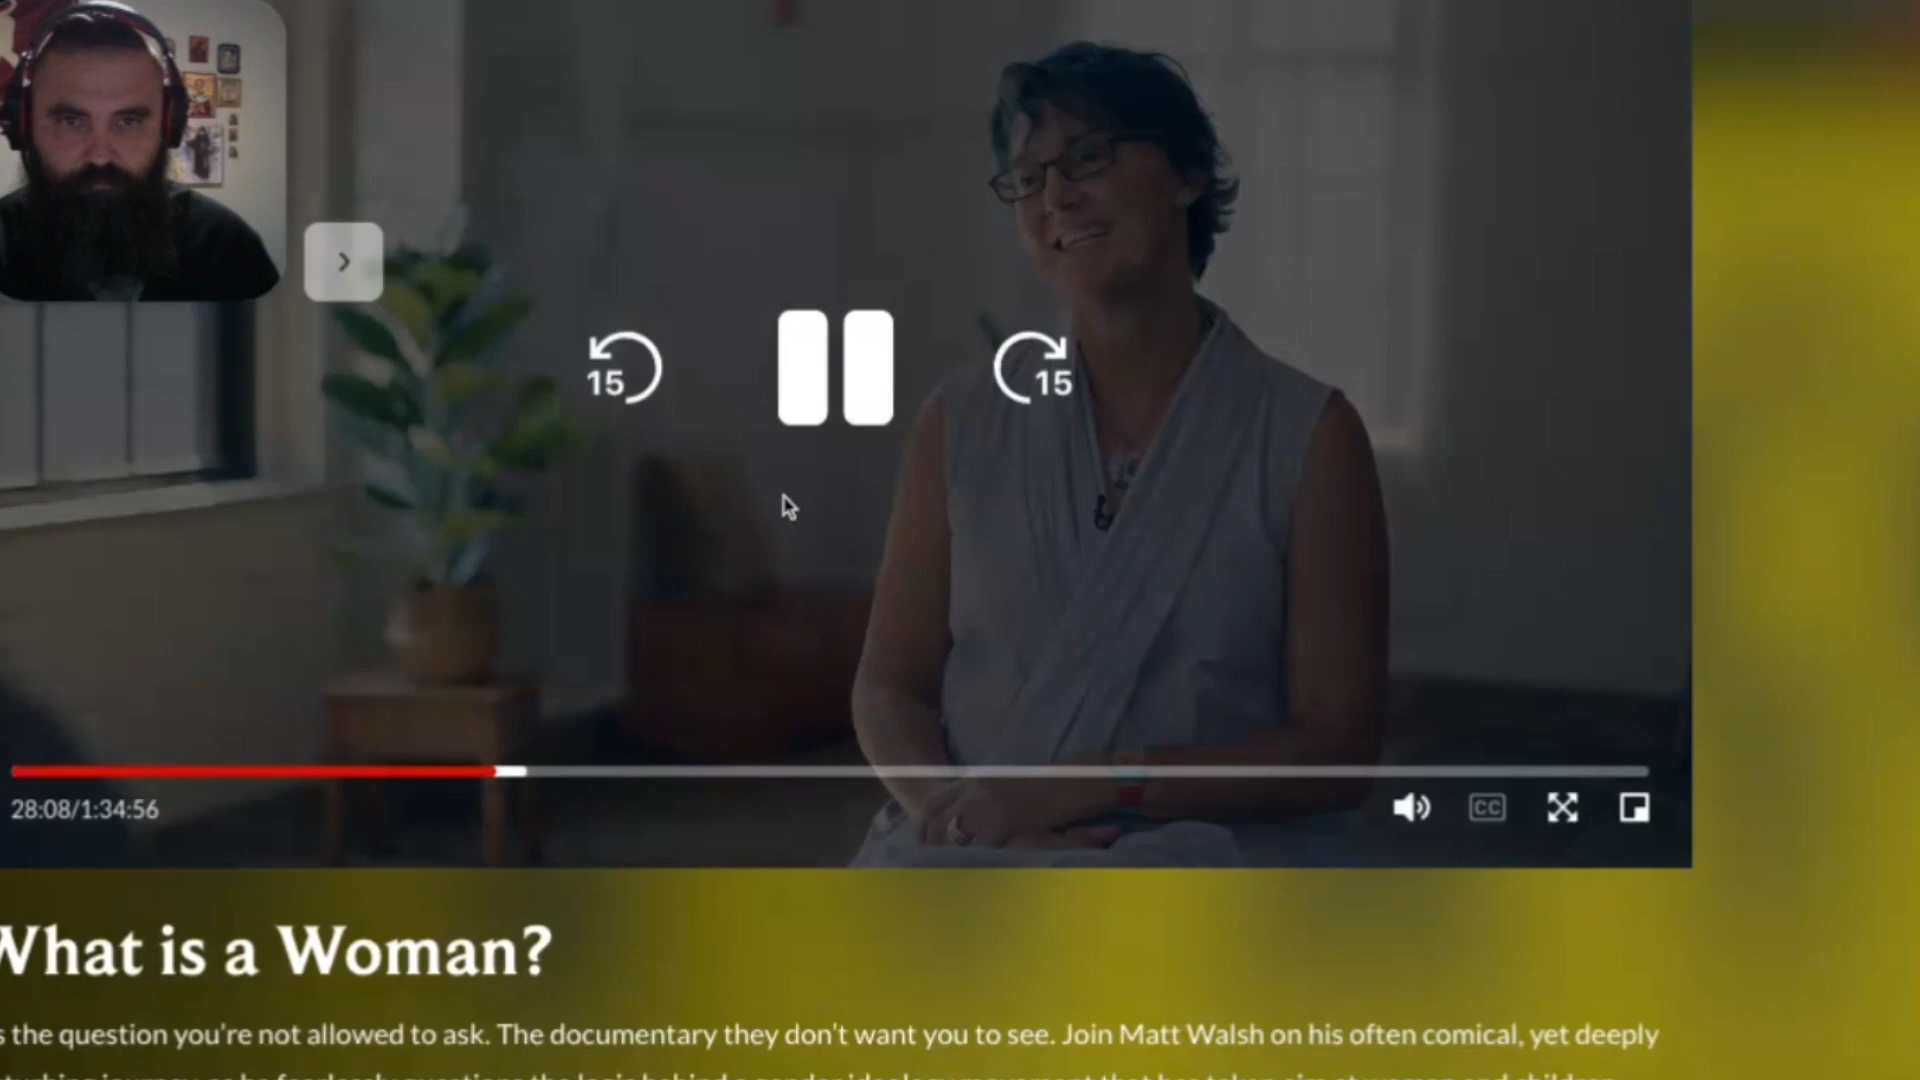 15
15
28:08/1:34:56
CC
What is a Woman?
s the question you're not allowed to ask. The documentary they don't want you to see. Join Matt Walsh on his often comical, yet deeply